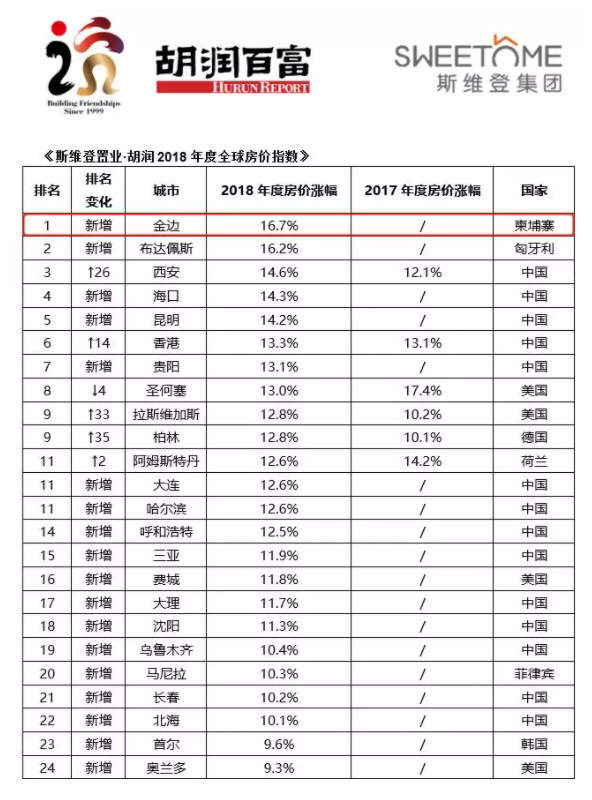 Building Friendships
Since 1999
胡润百富
HURUN REPORT
SWEETOME
斯维登集团
《斯维登置业·胡润2018年度全球房价指数》
排名 排名变化 城市 2018年度房价涨幅 2017年度房价涨幅 国家
1 新增 金边 16.7% / 柬埔寨
2 新增 布达佩斯 16.2% / 匈牙利
3 ↑26 西安 14.6% 12.1% 中国
4 新增 海口 14.3% / 中国
5 新增 昆明 14.2% / 中国
6 ↑14 香港 13.3% 13.1% 中国
7 新增 贵阳 13.1% / 中国
8 ↓4 圣何塞 13.0% 17.4% 美国
9 ↑33 拉斯维加斯 12.8% 10.2% 美国
9 ↑35 柏林 12.8% 10.1% 德国
11 ↑2 阿姆斯特丹 12.6% 14.2% 荷兰
11 新增 大连 12.6% / 中国
11 新增 哈尔滨 12.6% / 中国
14 新增 呼和浩特 12.5% / 中国
15 新增 三亚 11.9% / 中国
16 新增 费城 11.8% / 美国
17 新增 大理 11.7% / 中国
18 新增 沈阳 11.3% / 中国
19 新增 乌鲁木齐 10.4% / 中国
20 新增 马尼拉 10.3% / 菲律宾
21 新增 长春 10.2% / 中国
22 新增 北海 10.1% / 中国
23 新增 首尔 9.6% / 韩国
24 新增 奥兰多 9.3% / 美国